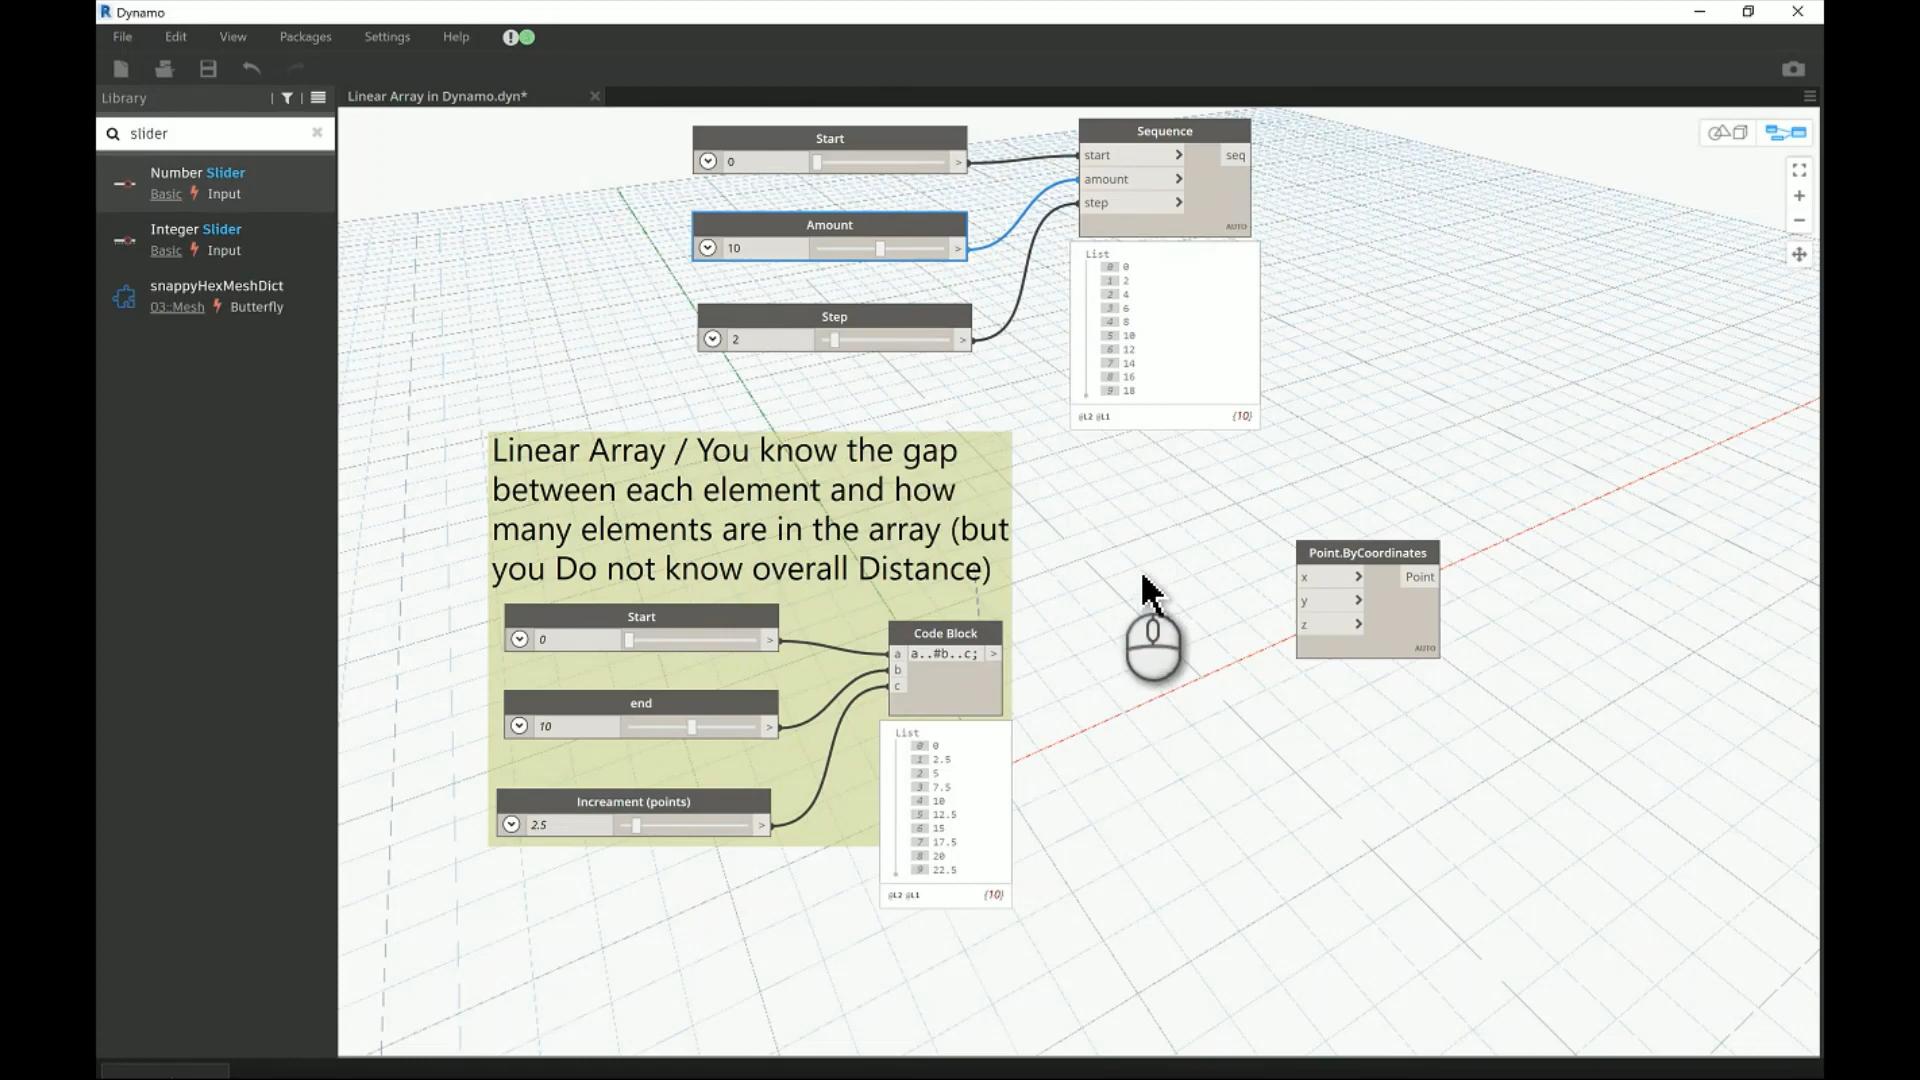 R Dynamo
File Edit View Packages Settings Help
Library
Linear Array in Dynamo.dyn*
slider
Number Slider
Basic Input
Integer Slider
Basic Input
snappyHexMeshDict
03::Mesh Butterfly
Start
0 >
Amount
10 >
Step
2 >
Sequence
start > seq
amount >
step >
AUTO
List
0 0
1 2
2 4
3 6
4 8
5 10
6 12
7 14
8 16
9 18
@L2 @L1 {10}
Linear Array / You know the gap
between each element and how
many elements are in the array (but
you Do not know overall Distance)
Start
0 >
end
10 >
Increament (points)
2.5 >
Code Block
a a..#b..c; >
b
c
List
0 0
1 2.5
2 5
3 7.5
4 10
5 12.5
6 15
7 17.5
8 20
9 22.5
@L2 @L1 {10}
Point.ByCoordinates
x > Point
y >
z >
AUTO